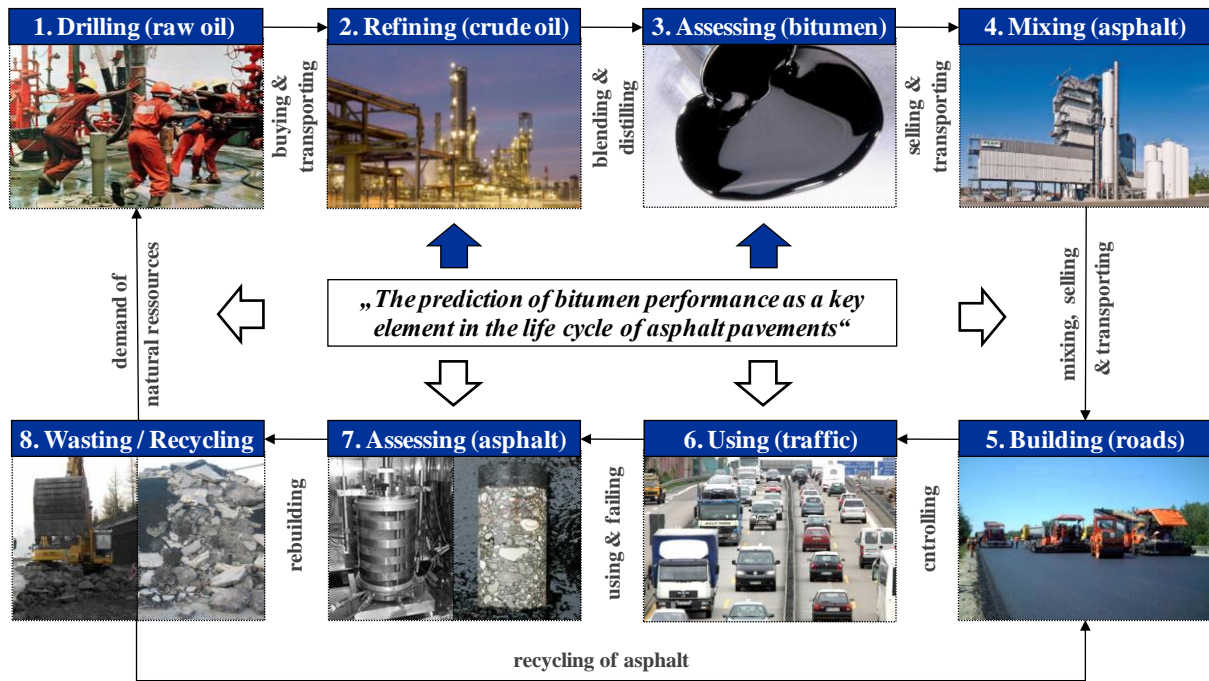 1. Drilling (raw oil)
2. Refining (crude oil)
3. Assessing (bitumen)
4. Mixing (asphalt)
buying &
transporting
blending &
distilling
selling &
transporting
demand of
natural ressources
„The prediction of bitumen performance as a key
element in the life cycle of asphalt pavements“
mixing, selling
& transporting
8. Wasting / Recycling
7. Assessing (asphalt)
6. Using (traffic)
5. Building (roads)
rebuilding
using & failing
cntrolling
recycling of asphalt